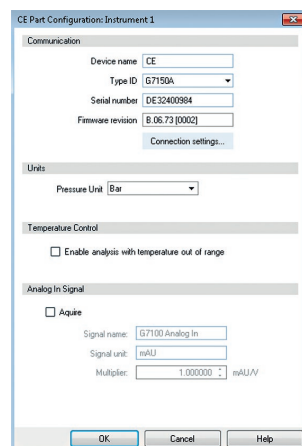 CE Part Configuration: Instrument 1
Communication
Device name CE
Type ID G7150A
Serial number DE32400984
Firmware revision B.06.73 [0002]
Connection settings...
Units
Pressure Unit Bar
Temperature Control
Enable analysis with temperature out of range
Analog In Signal
Aquire
Signal name: G7100 Analog In
Signal unit: mAU
Multiplier: 1.000000 mAU/V
OK Cancel Help